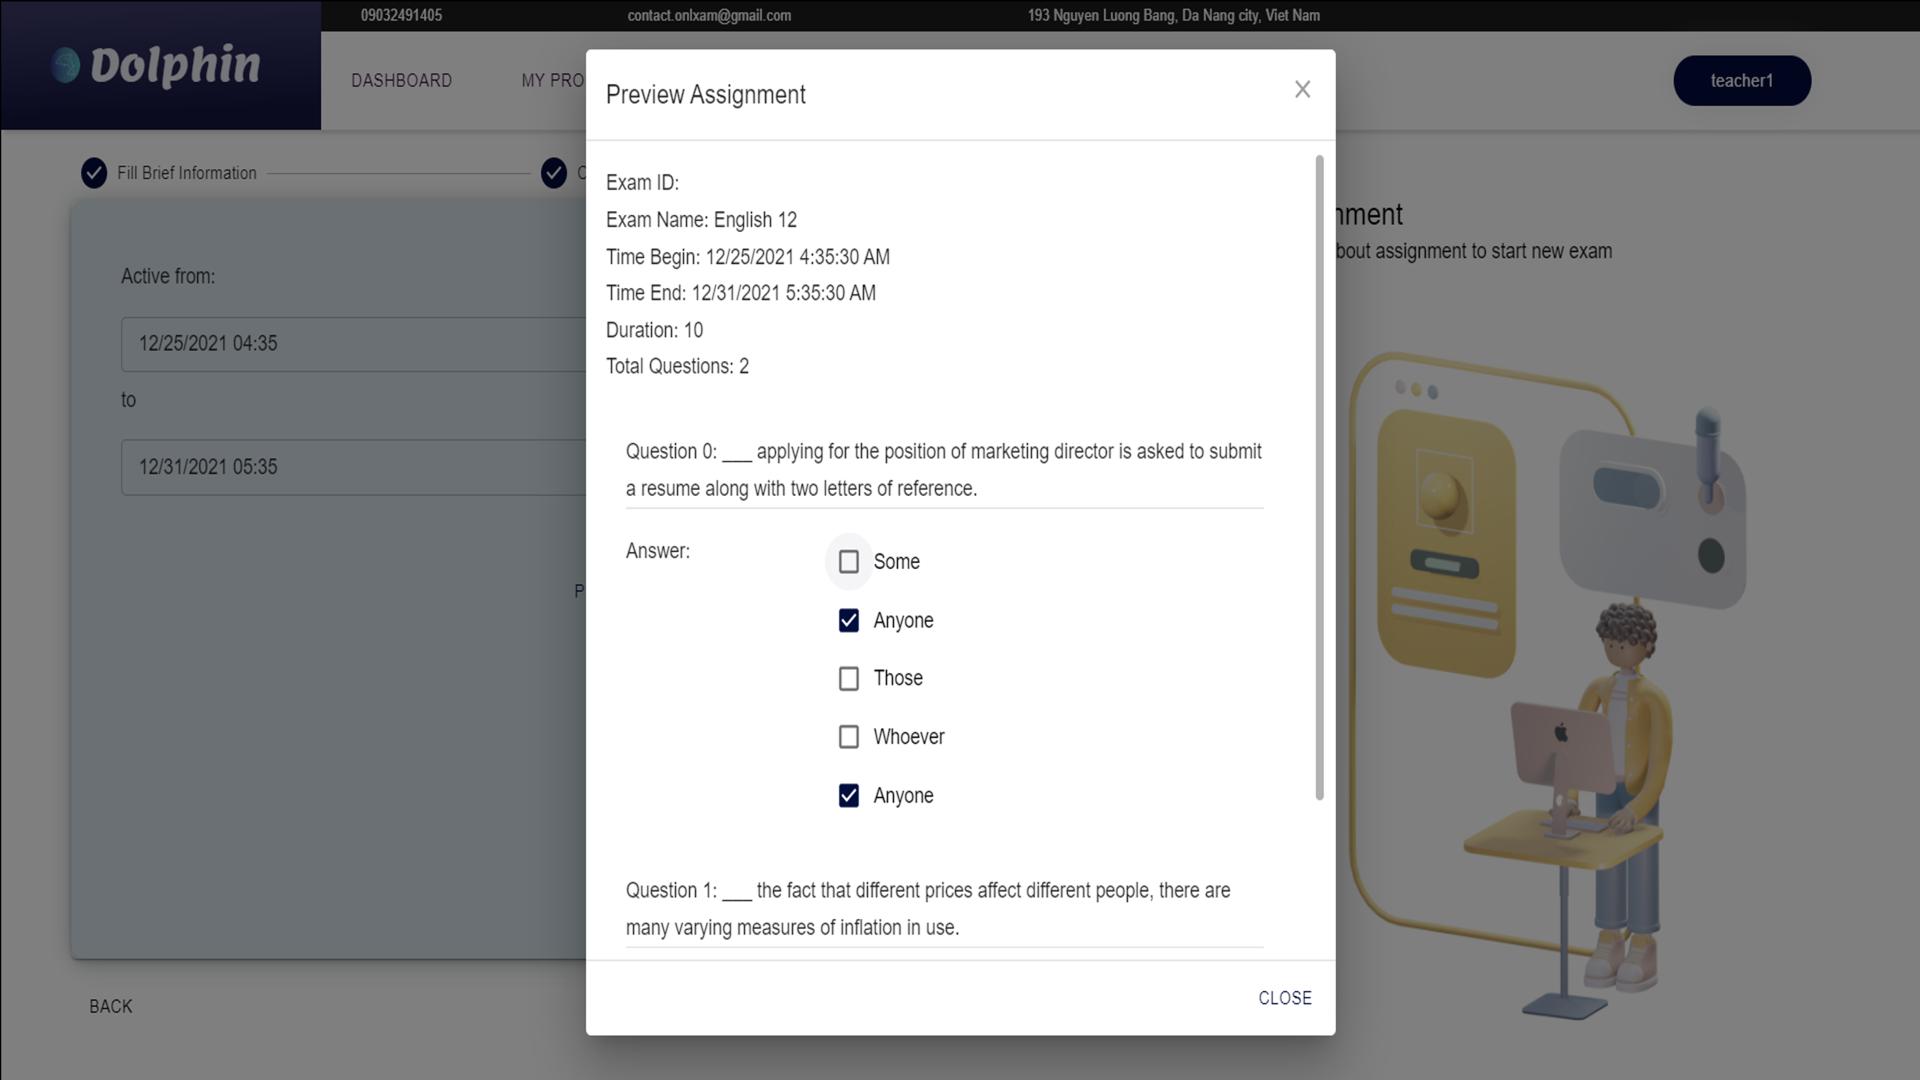 09032491405
contact.onlxam@gmail.com
193 Nguyen Luong Bang, Da Nang city, Viet Nam
Dolphin
DASHBOARD
MY PRO
teacher1
Fill Brief Information
Active from:
12/25/2021 04:35
to
12/31/2021 05:35
P
BACK
nment
bout assignment to start new exam
Preview Assignment
Exam ID:
Exam Name: English 12
Time Begin: 12/25/2021 4:35:30 AM
Time End: 12/31/2021 5:35:30 AM
Duration: 10
Total Questions: 2
Question 0: ___ applying for the position of marketing director is asked to submit
a resume along with two letters of reference.
Answer:
Some
Anyone
Those
Whoever
Anyone
Question 1: ___ the fact that different prices affect different people, there are
many varying measures of inflation in use.
CLOSE